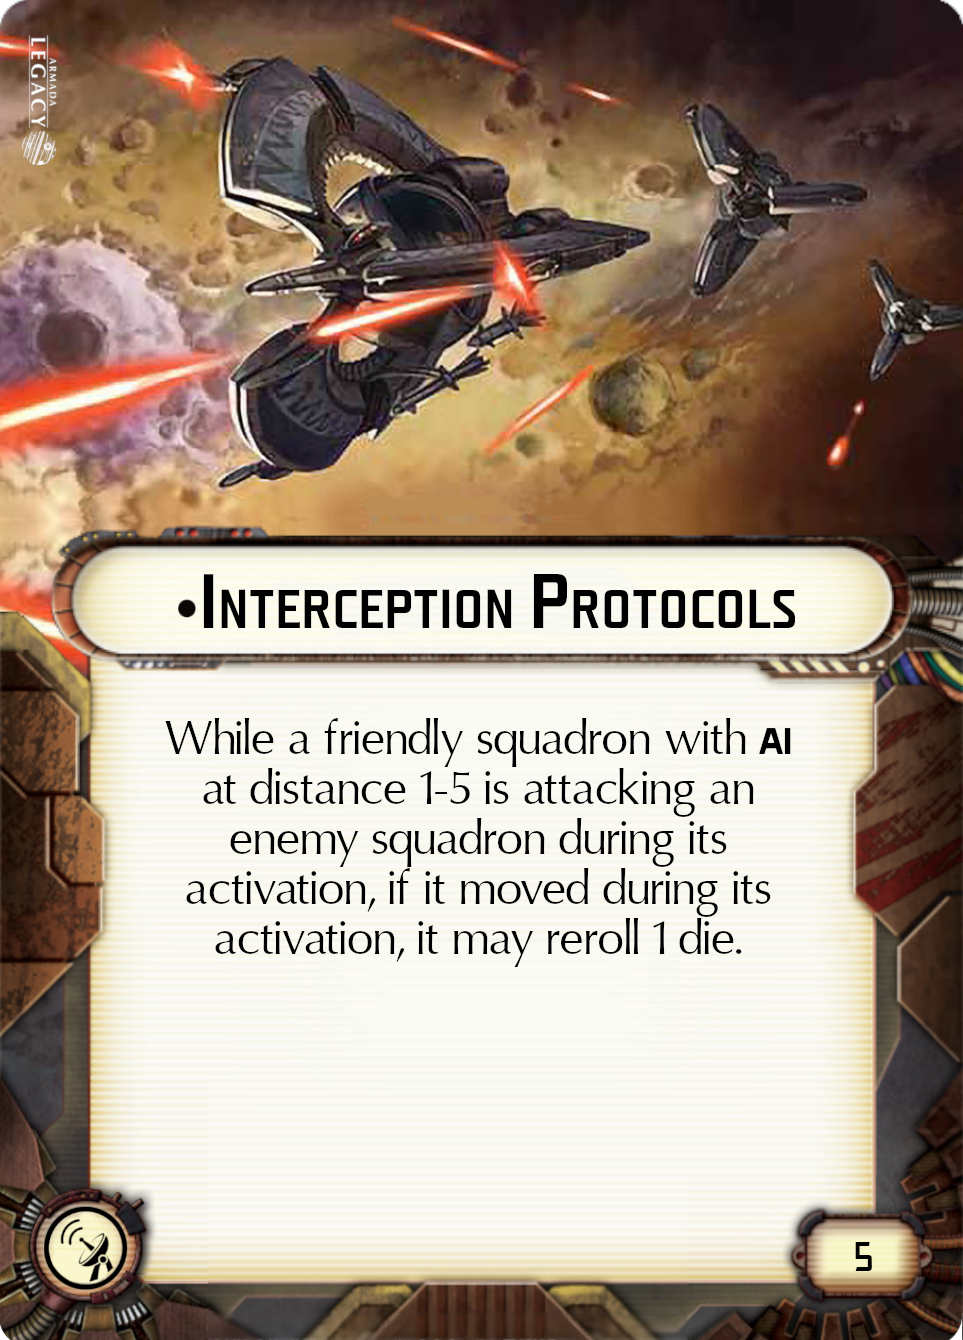 ARMADA
LEGACY
•Interception Protocols
While a friendly squadron with AI
at distance 1-5 is attacking an
enemy squadron during its
activation, if it moved during its
activation, it may reroll 1 die.
5